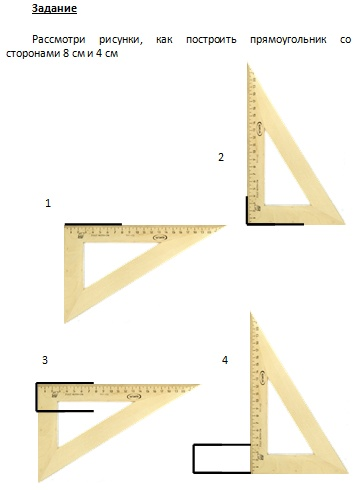 Задание
Рассмотри рисунки, как построить прямоугольник со
сторонами 8 см и 4 см
2
1
3
4